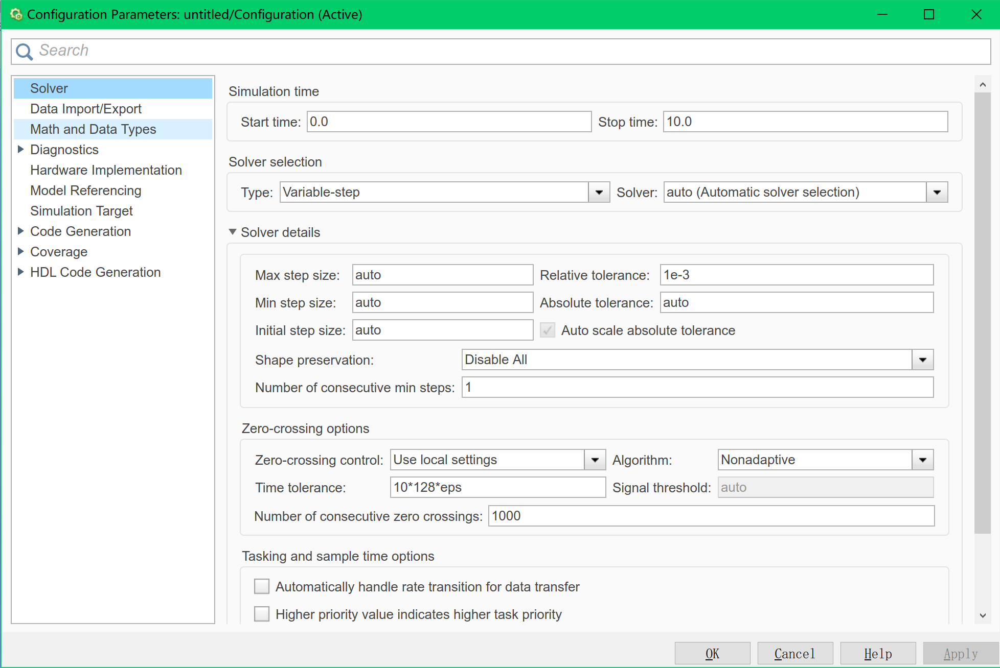 Configuration Parameters: untitled/Configuration (Active)
Search
Solver
Data Import/Export
Math and Data Types
Diagnostics
Hardware Implementation
Model Referencing
Simulation Target
Code Generation
Coverage
HDL Code Generation
Simulation time
Start time: 0.0 Stop time: 10.0
Solver selection
Type: Variable-step Solver: auto (Automatic solver selection)
Solver details
Max step size: auto Relative tolerance: 1e-3
Min step size: auto Absolute tolerance: auto
Initial step size: auto Auto scale absolute tolerance
Shape preservation: Disable All
Number of consecutive min steps: 1
Zero-crossing options
Zero-crossing control: Use local settings Algorithm: Nonadaptive
Time tolerance: 10*128*eps Signal threshold: auto
Number of consecutive zero crossings: 1000
Tasking and sample time options
Automatically handle rate transition for data transfer
Higher priority value indicates higher task priority
OK Cancel Help Apply